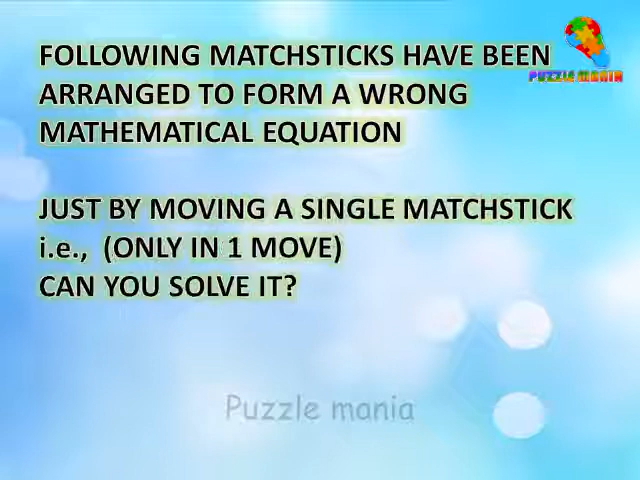 FOLLOWING MATCHSTICKS HAVE BEEN
ARRANGED TO FORM A WRONG
MATHEMATICAL EQUATION
JUST BY MOVING A SINGLE MATCHSTICK
i.e., (ONLY IN 1 MOVE)
CAN YOU SOLVE IT?
PUZZLE MANIA
Puzzle mania